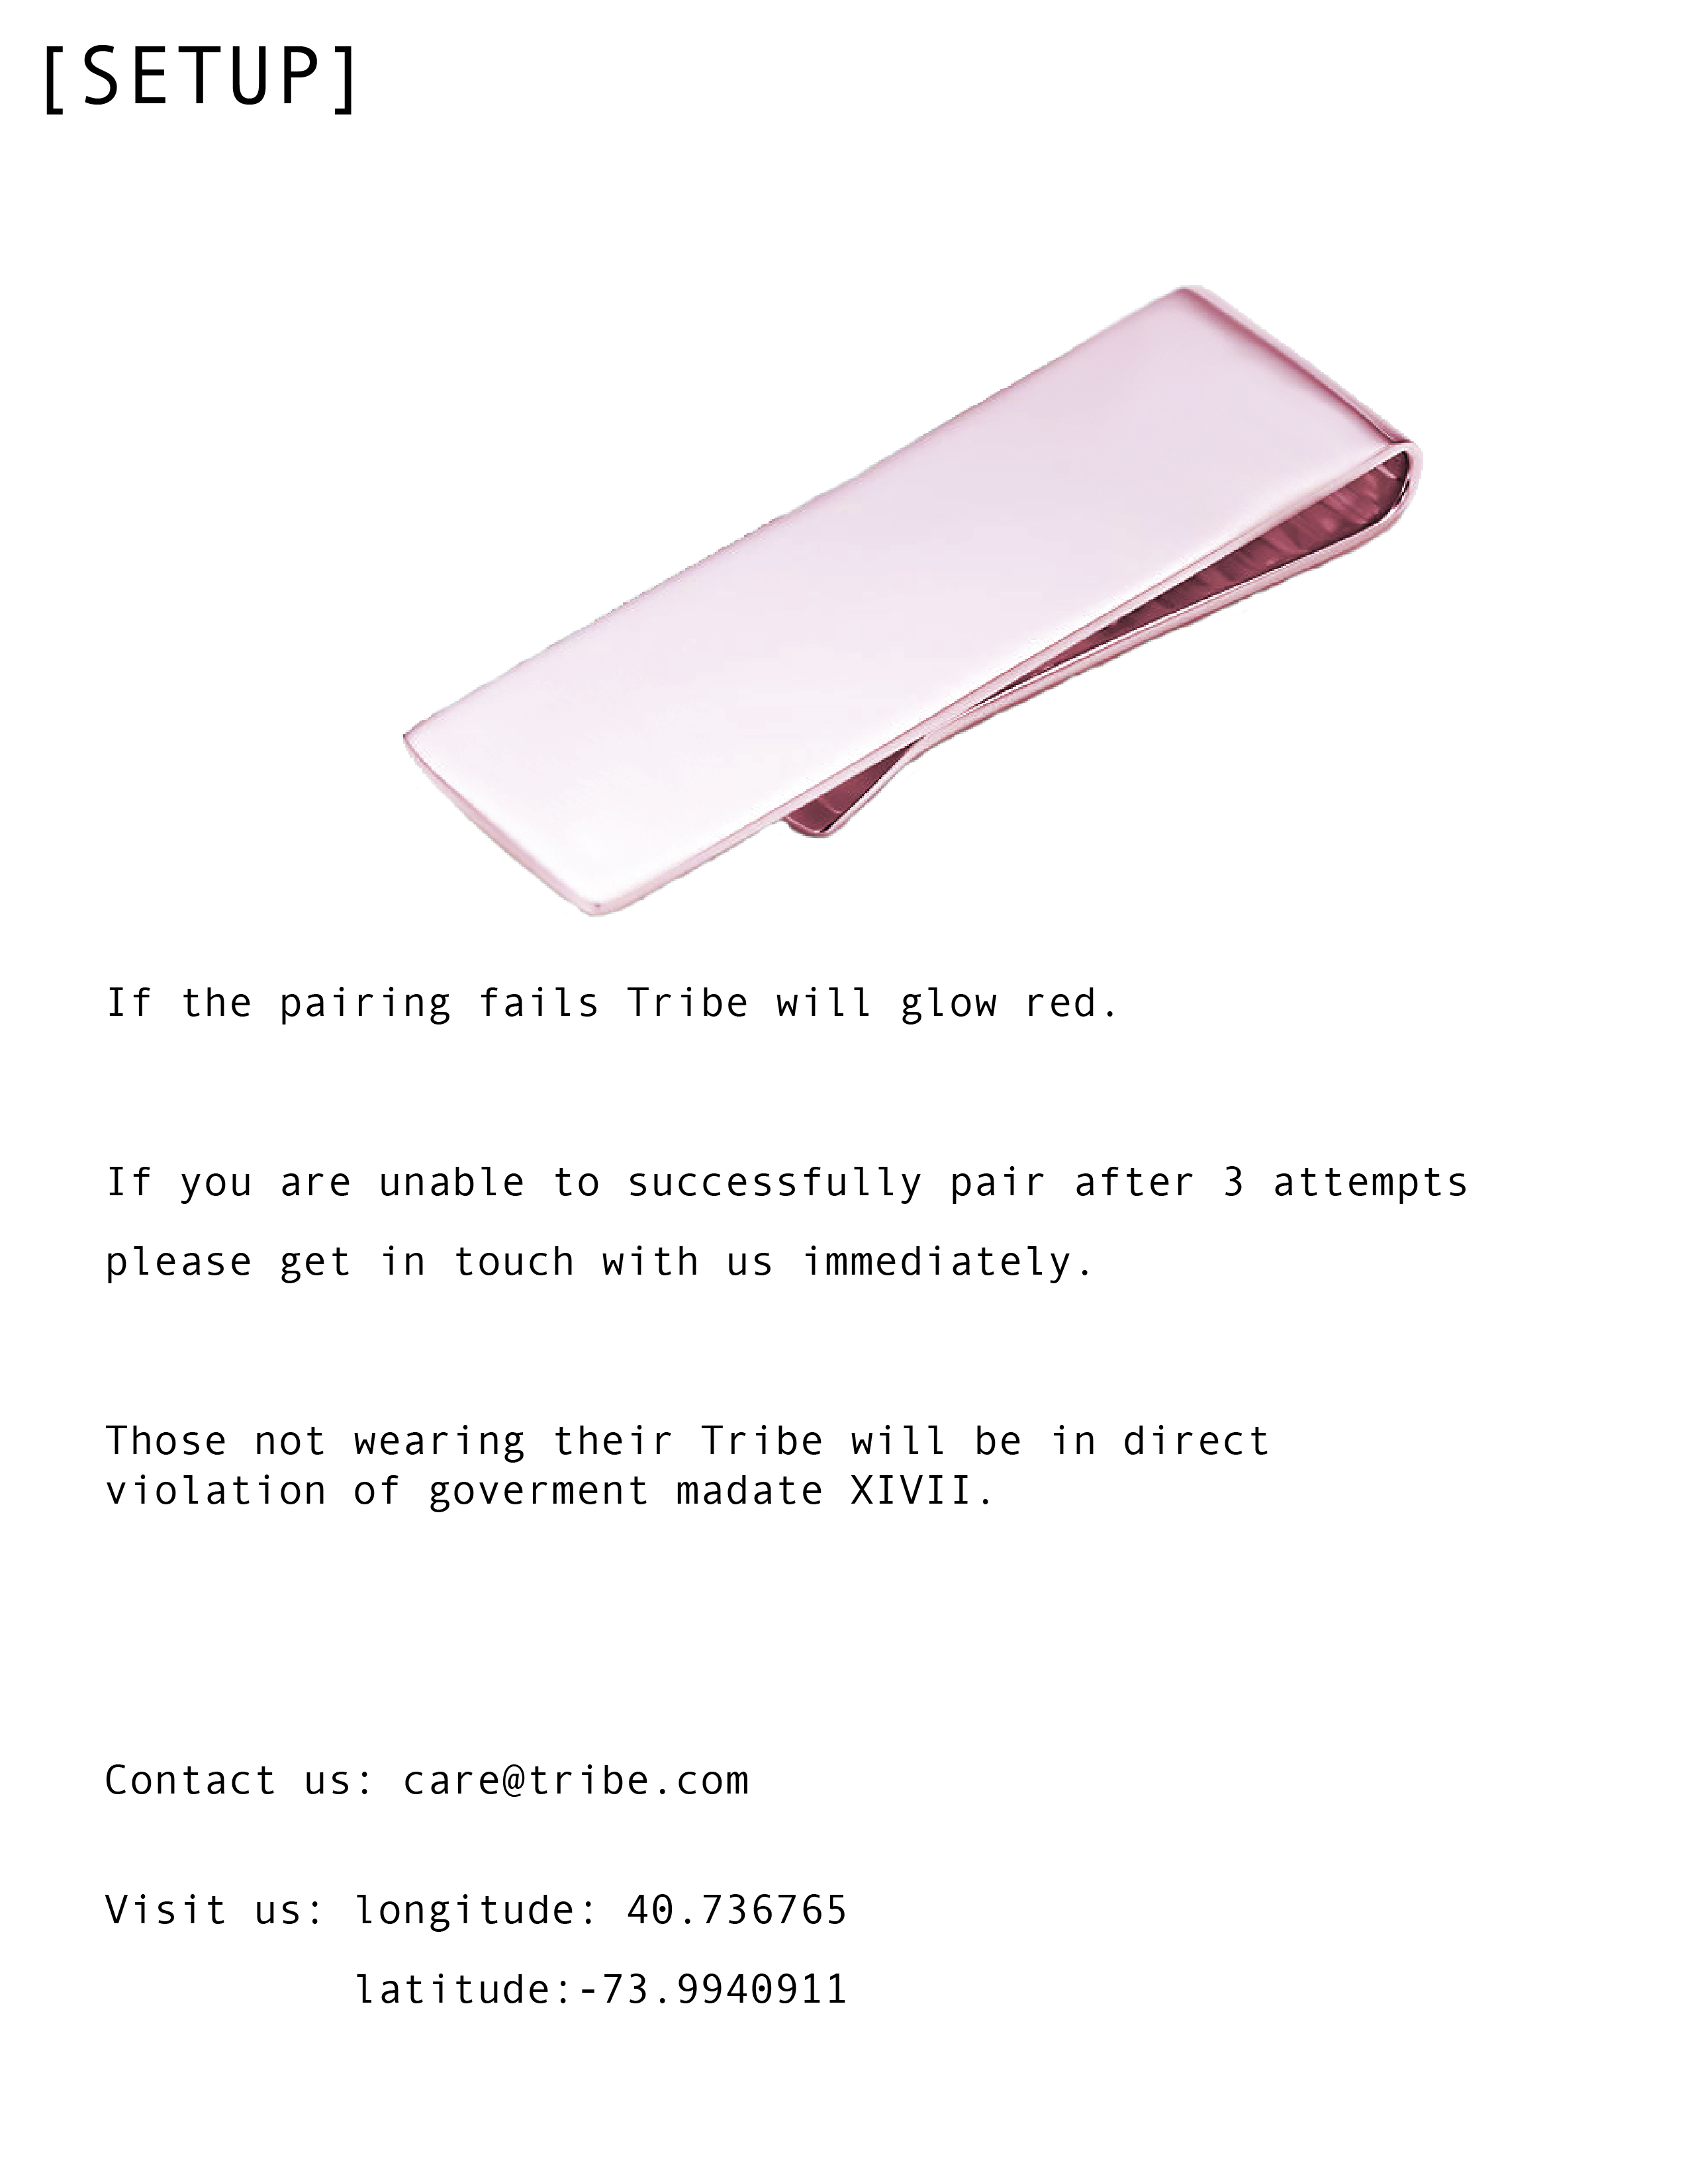 [SETUP]
If the pairing fails Tribe will glow red.
If you are unable to successfully pair after 3 attempts
please get in touch with us immediately.
Those not wearing their Tribe will be in direct
violation of goverment madate XIVII.
Contact us: care@tribe.com
Visit us: longitude: 40.736765
latitude:-73.9940911